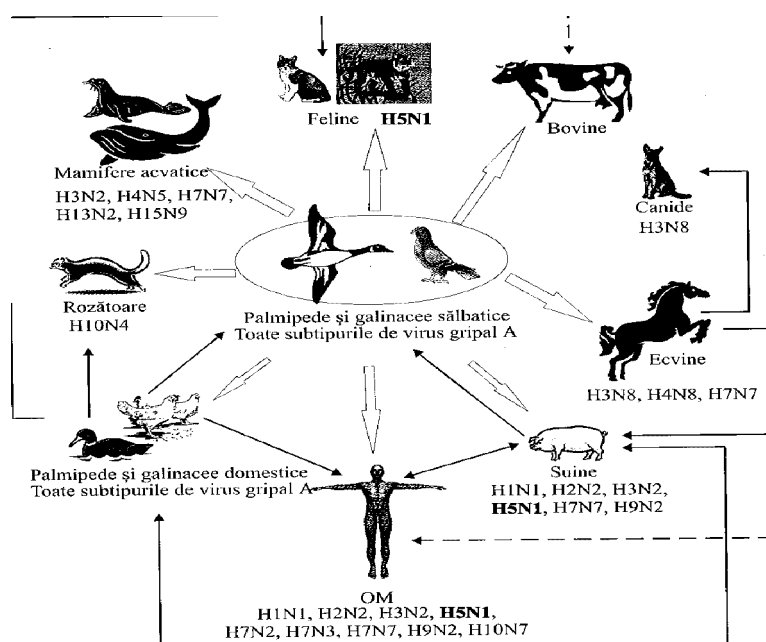 Feline H5N1
Bovine
Mamifere acvatice
H3N2, H4N5, H7N7,
H13N2, H15N9
Canide
H3N8
Rozătoare
H10N4
Palmipede și galinacee sălbatice
Toate subtipurile de virus gripal A
Ecvine
H3N8, H4N8, H7N7
Palmipede și galinacee domestice
Toate subtipurile de virus gripal A
Suine
H1N1, H2N2, H3N2,
H5N1, H7N7, H9N2
OM
H1N1, H2N2, H3N2, H5N1,
H7N2, H7N3, H7N7, H9N2, H10N7